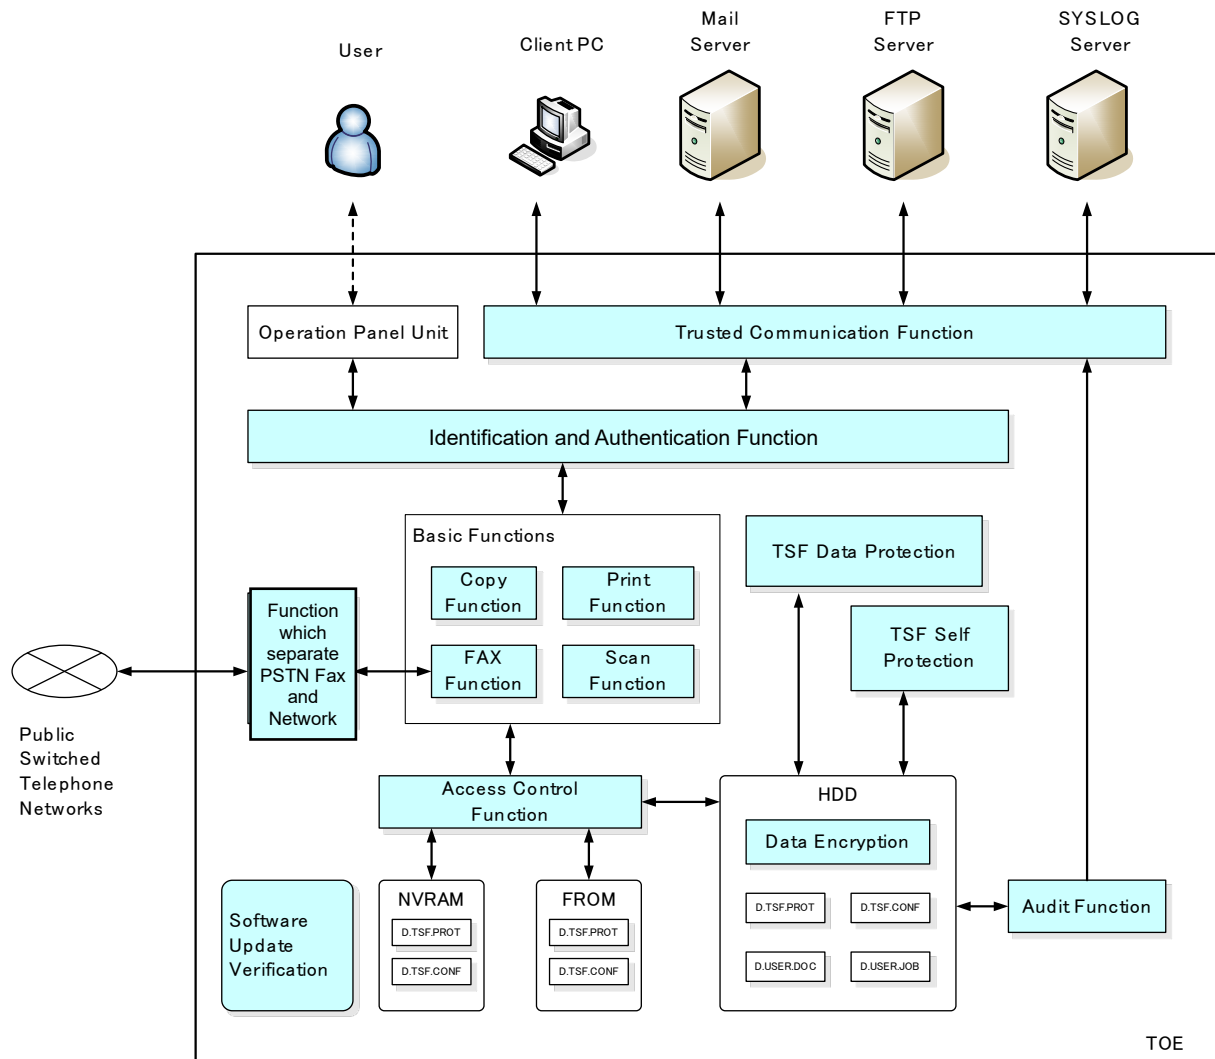 User
Client PC
Mail
Server
FTP
Server
SYSLOG
Server
Operation Panel Unit
Trusted Communication Function
Identification and Authentication Function
Basic Functions
Copy
Function
Print
Function
FAX
Function
Scan
Function
TSF Data Protection
TSF Self
Protection
Function
which
separate
PSTN Fax
and
Network
Public
Switched
Telephone
Networks
Access Control
Function
HDD
Data Encryption
D.TSF.PROT
D.TSF.CONF
D.USER.DOC
D.USER.JOB
Audit Function
NVRAM
D.TSF.PROT
D.TSF.CONF
FROM
D.TSF.PROT
D.TSF.CONF
Software
Update
Verification
TOE